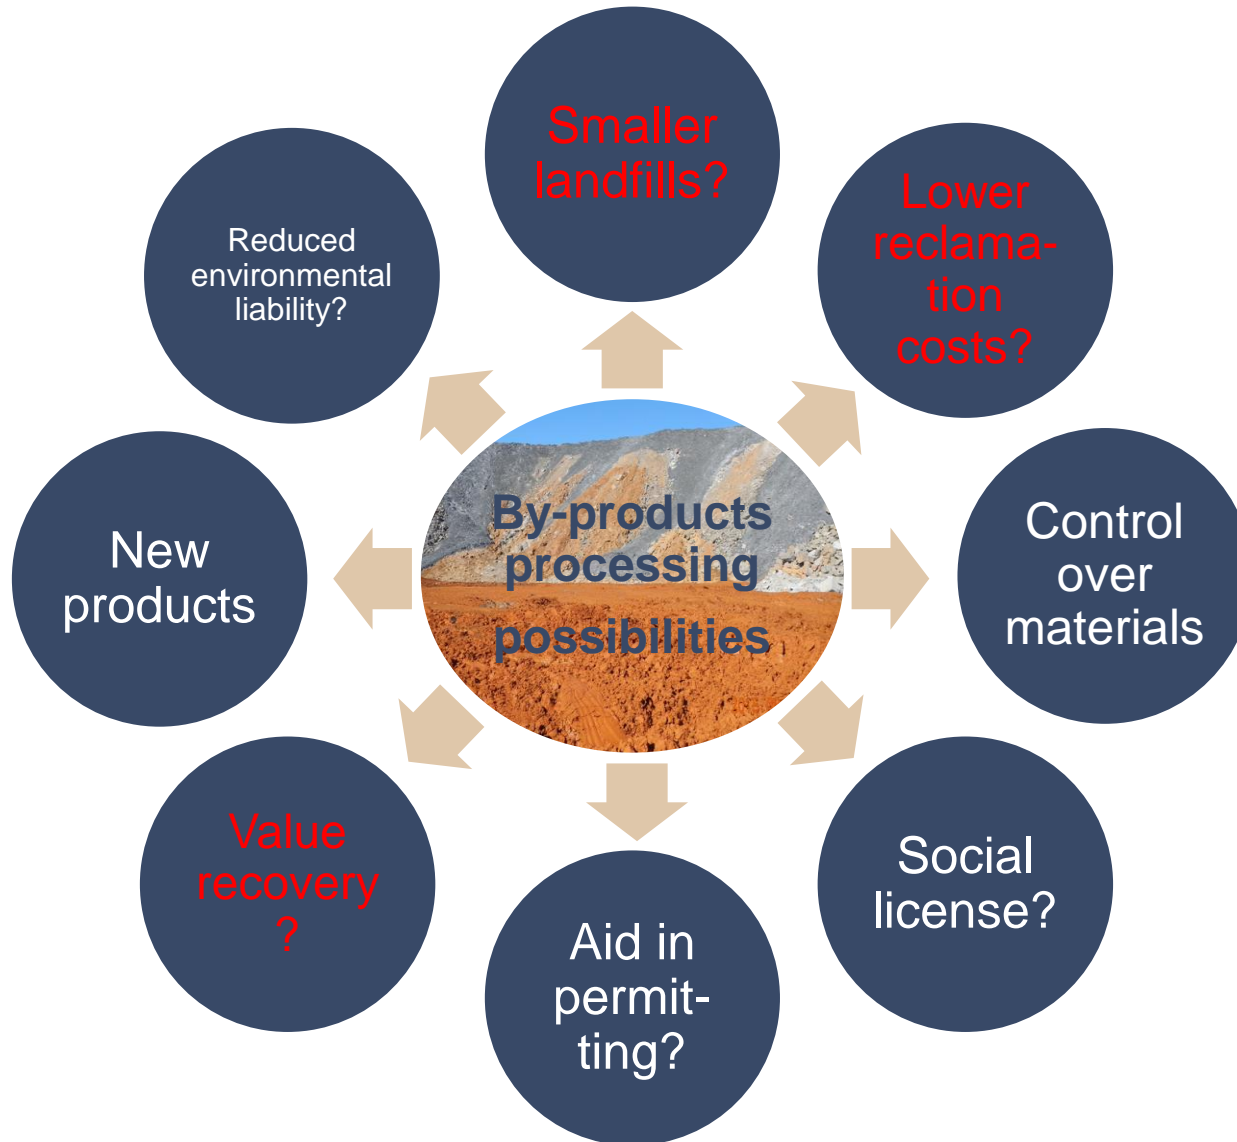 Smaller
landfills?
Lower
reclama-
tion
costs?
Control
over
materials
Social
license?
Aid in
permit-
ting?
Value
recovery
?
New
products
Reduced
environmental
liability?
By-products
processing
possibilities